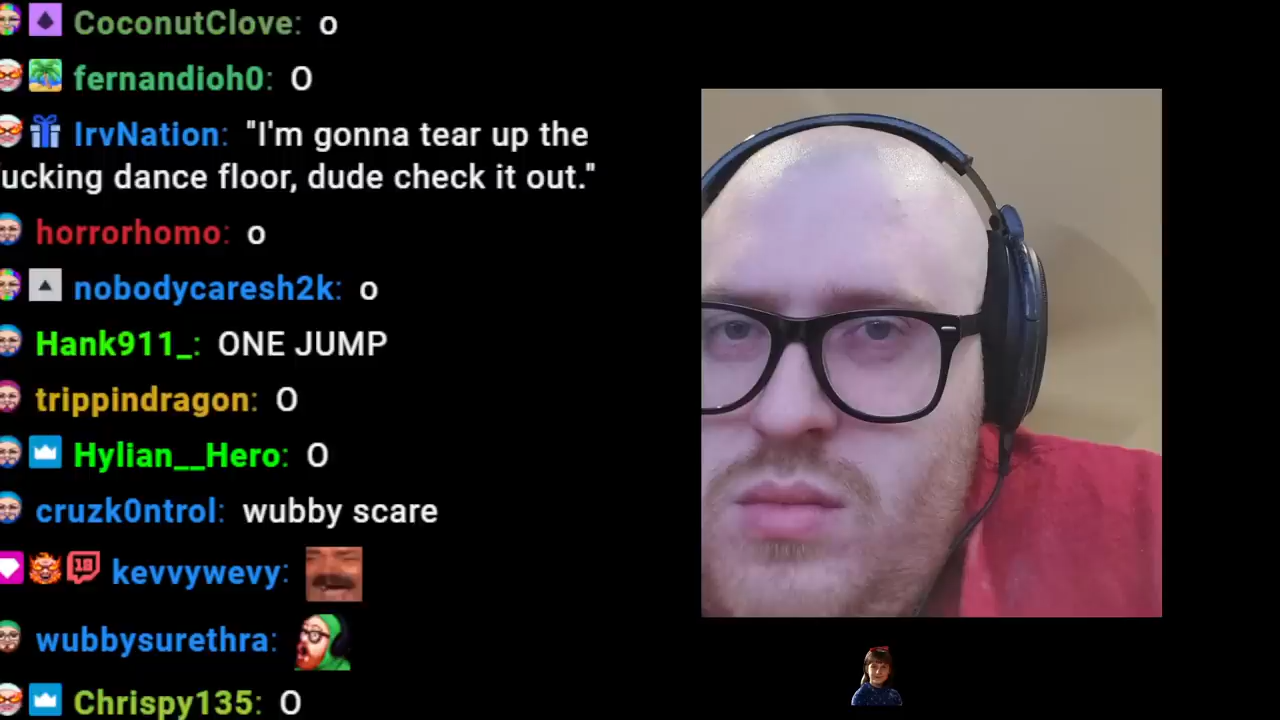 CoconutClove: o
fernandioh0: O
IrvNation: "I'm gonna tear up the
ucking dance floor, dude check it out."
horrorhomo: o
nobodycaresh2k: o
Hank911_: ONE JUMP
trippindragon: O
Hylian__Hero: O
cruzk0ntrol: wubby scare
18 kevvywevy:
wubbysurethra:
Chrispy135: O